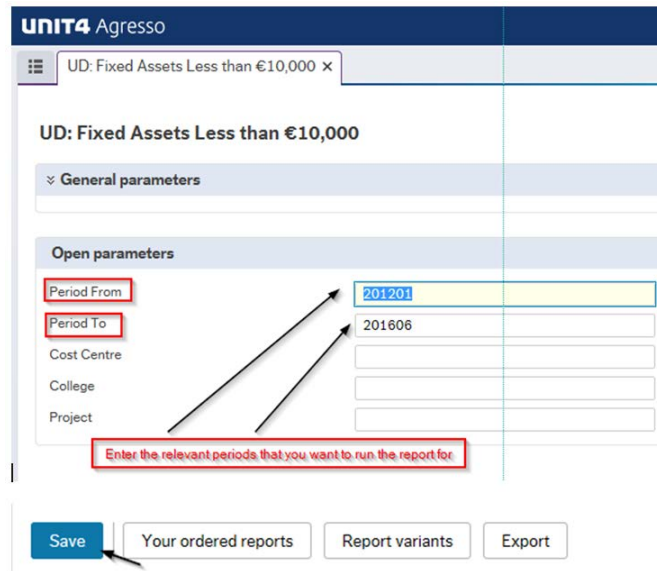 UNIT4 Agresso
UD: Fixed Assets Less than €10,000 ×
UD: Fixed Assets Less than €10,000
General parameters
Open parameters
Period From 201201
Period To 201606
Cost Centre
College
Project
Enter the relevant periods that you want to run the report for
Save Your ordered reports Report variants Export